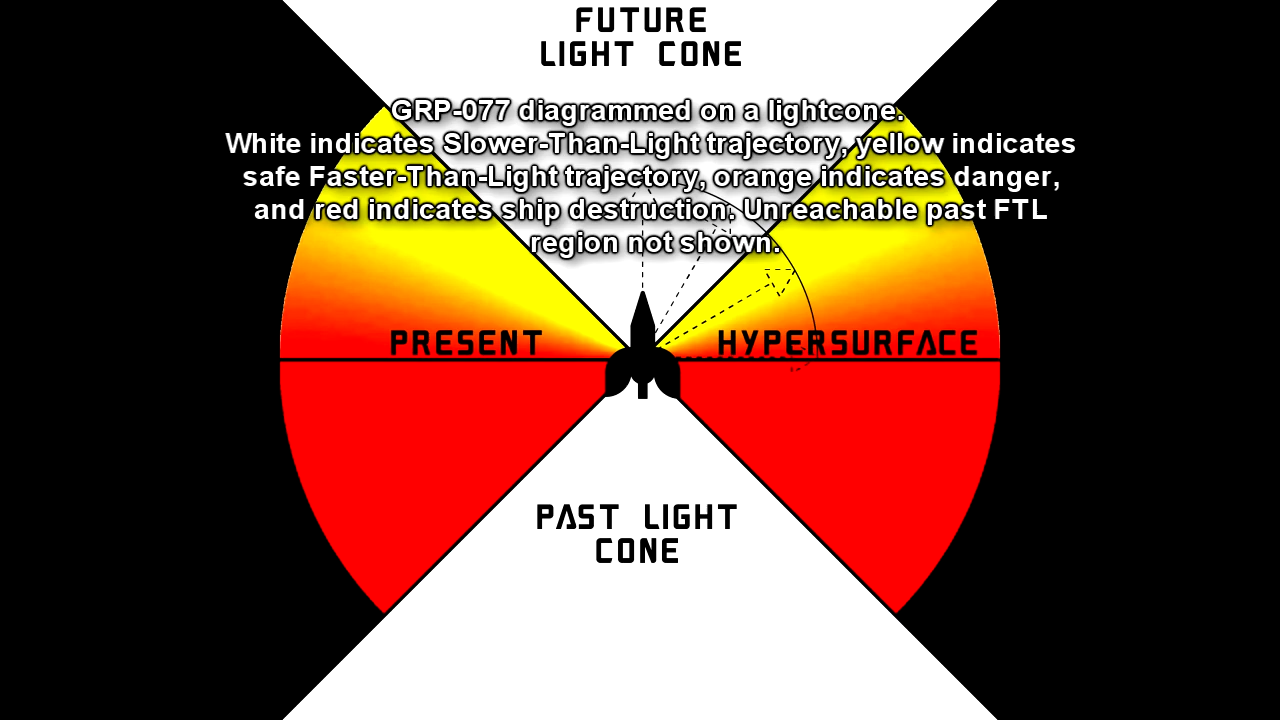 FUTURE
LIGHT CONE
GRP-077 diagrammed on a lightcone.
White indicates Slower-Than-Light trajectory, yellow indicates
safe Faster-Than-Light trajectory, orange indicates danger,
and red indicates ship destruction. Unreachable past FTL
region not shown.
PRESENT HYPERSURFACE
PAST LIGHT
CONE